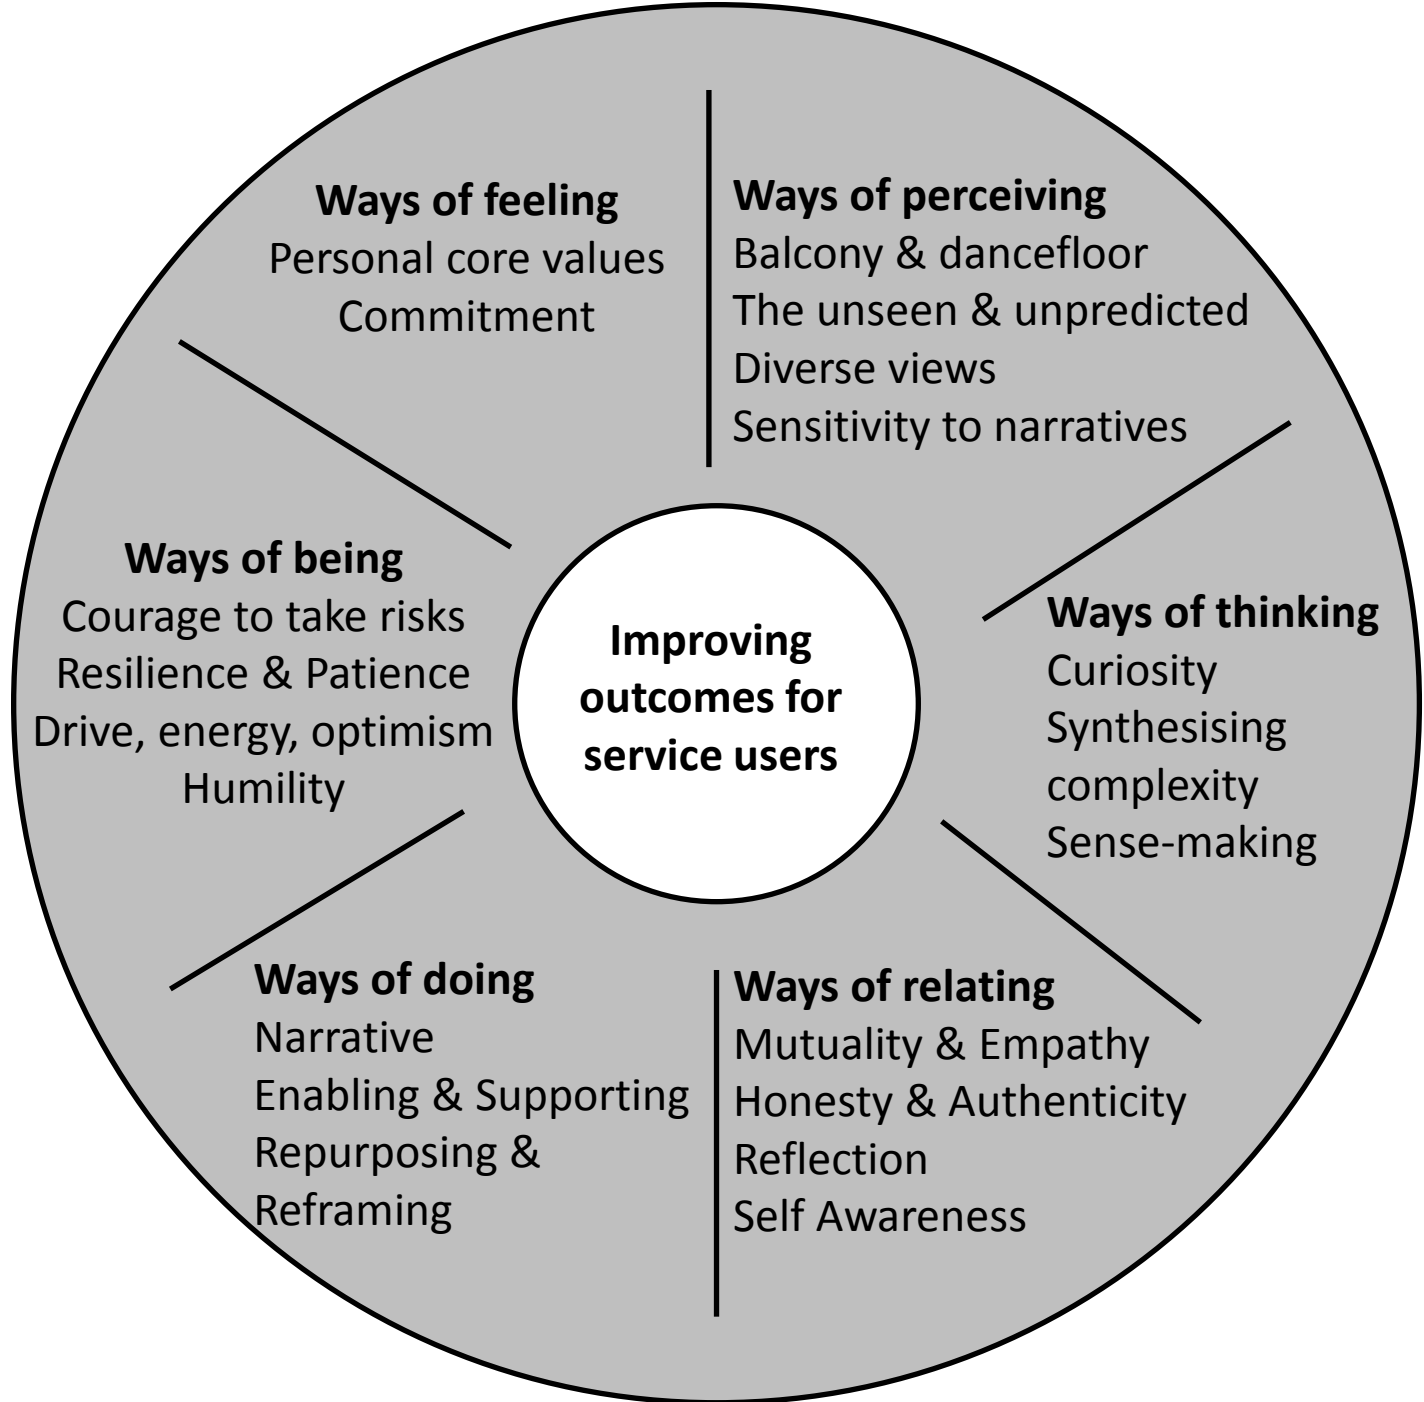 Ways of feeling
Personal core values
Commitment
Ways of perceiving
Balcony & dancefloor
The unseen & unpredicted
Diverse views
Sensitivity to narratives
Ways of being
Courage to take risks
Resilience & Patience
Drive, energy, optimism
Humility
Improving
outcomes for
service users
Ways of thinking
Curiosity
Synthesising
complexity
Sense-making
Ways of doing
Narrative
Enabling & Supporting
Repurposing &
Reframing
Ways of relating
Mutuality & Empathy
Honesty & Authenticity
Reflection
Self Awareness